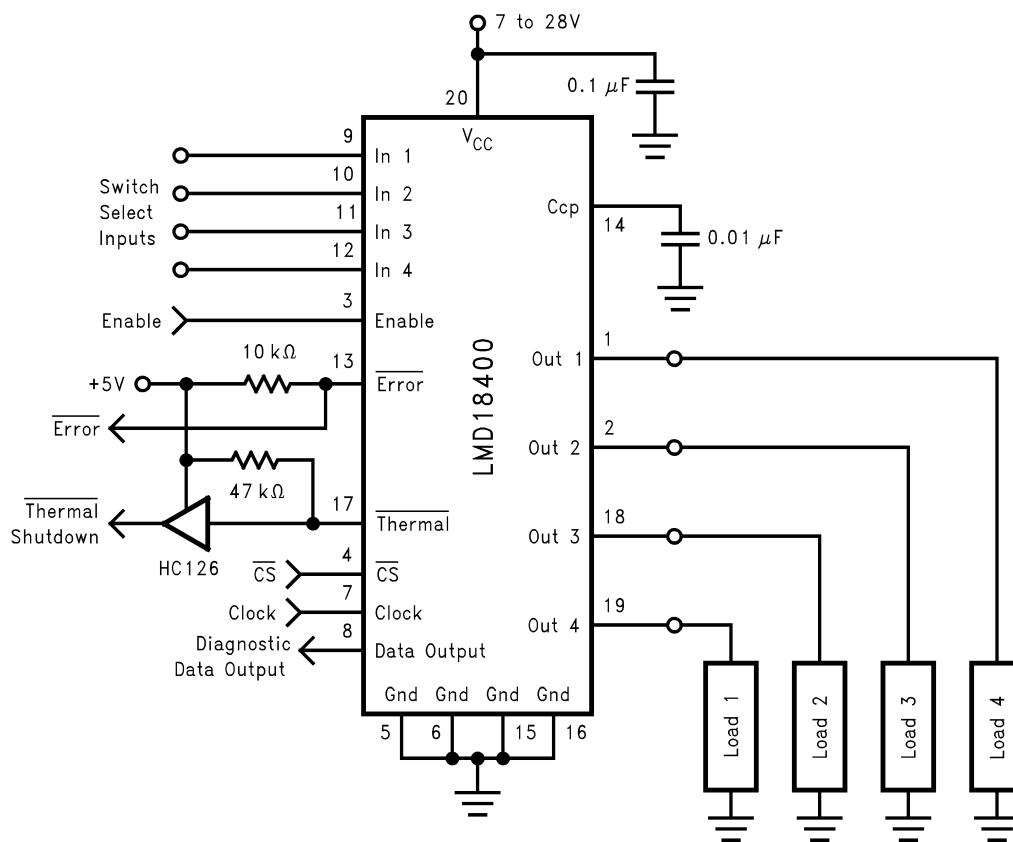 7 to 28V
0.1 µF
20
VCC
9
In 1
10
In 2
Switch
Select
Inputs
11
In 3
12
In 4
Ccp
14
0.01 µF
3
Enable
Enable
10 kΩ
13
+5V
Error
Error
47 kΩ
17
Thermal
Shutdown
Thermal
HC126
LMD18400
1
Out 1
2
Out 2
18
Out 3
19
Out 4
4
CS
CS
7
Clock
Clock
8
Diagnostic
Data Output
Data Output
Gnd Gnd Gnd Gnd
5 6 15 16
Load 1
Load 2
Load 3
Load 4